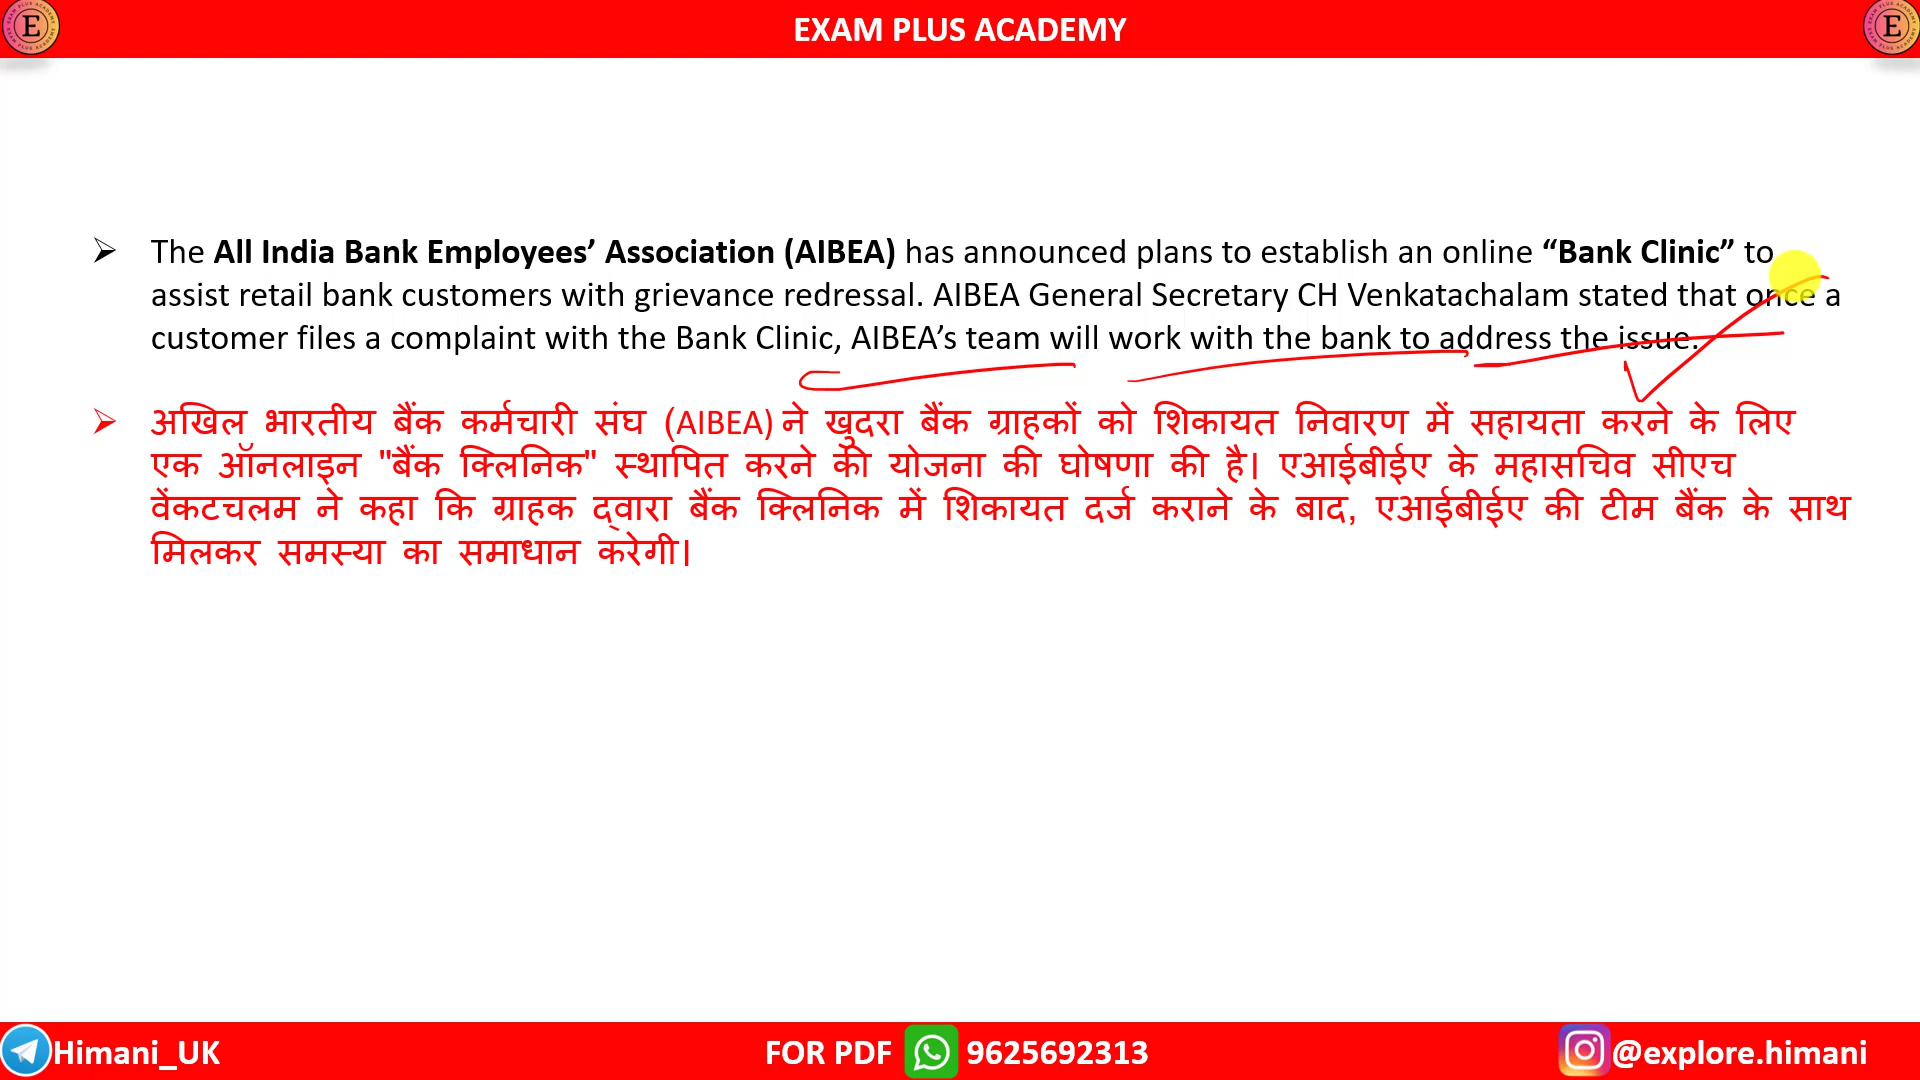 EXAM PLUS ACADEMY
The All India Bank Employees’ Association (AIBEA) has announced plans to establish an online “Bank Clinic” to
assist retail bank customers with grievance redressal. AIBEA General Secretary CH Venkatachalam stated that once a
customer files a complaint with the Bank Clinic, AIBEA’s team will work with the bank to address the issue.
अखिल भारतीय बैंक कर्मचारी संघ (AIBEA) ने खुदरा बैंक ग्राहकों को शिकायत निवारण में सहायता करने के लिए
एक ऑनलाइन "बैंक क्लिनिक" स्थापित करने की योजना की घोषणा की है। एआईबीईए के महासचिव सीएच
वेंकटचलम ने कहा कि ग्राहक द्वारा बैंक क्लिनिक में शिकायत दर्ज कराने के बाद, एआईबीईए की टीम बैंक के साथ
मिलकर समस्या का समाधान करेगी।
Himani_UK FOR PDF 9625692313 @explore.himani